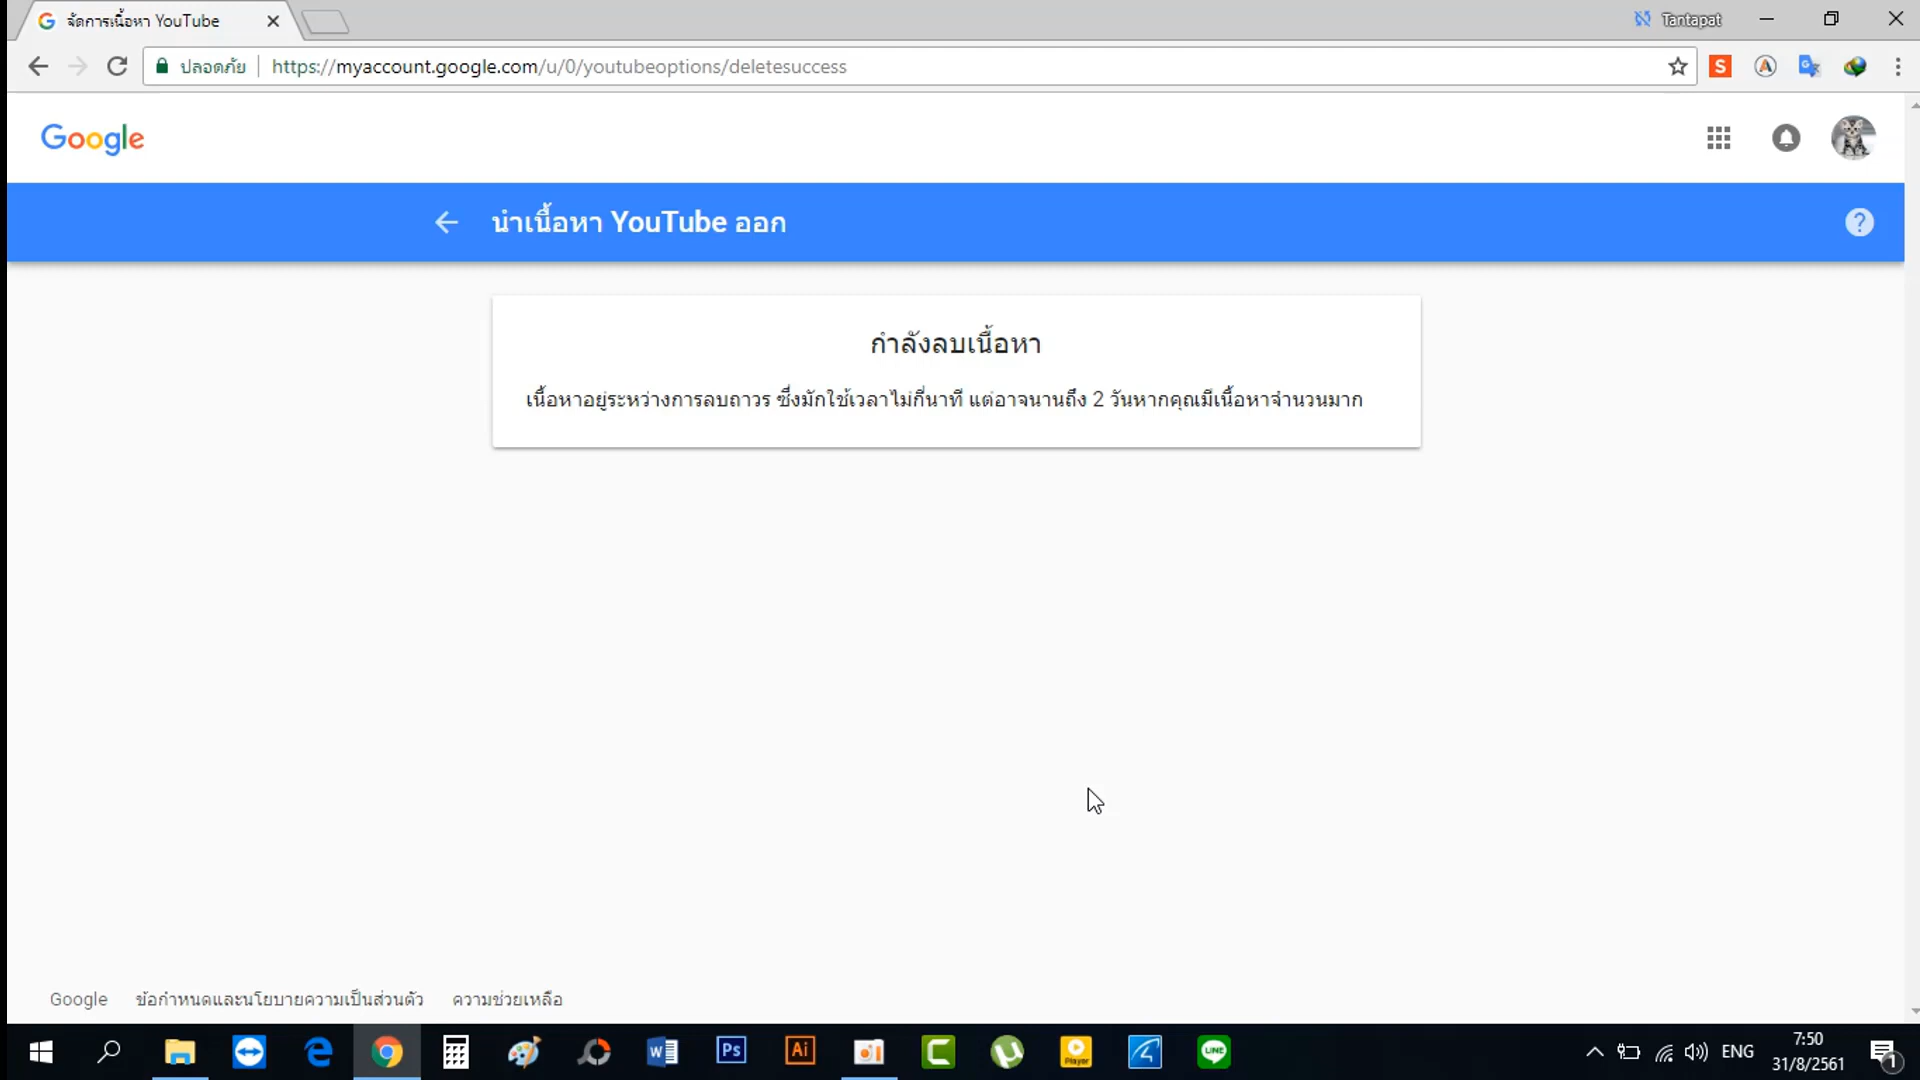 จัดการเนื้อหา YouTube
Tantapat
ปลอดภัย
https://myaccount.google.com/u/0/youtubeoptions/deletesuccess
S
A
Google
นำเนื้อหา YouTube ออก
?
กำลังลบเนื้อหา
เนื้อหาอยู่ระหว่างการลบถาวร ซึ่งมักใช้เวลาไม่กี่นาที แต่อาจนานถึง 2 วันหากคุณมีเนื้อหาจำนวนมาก
Google ข้อกำหนดและนโยบายความเป็นส่วนตัว ความช่วยเหลือ
Ps
Ai
Player
LINE
ENG
7:50
31/8/2561
1